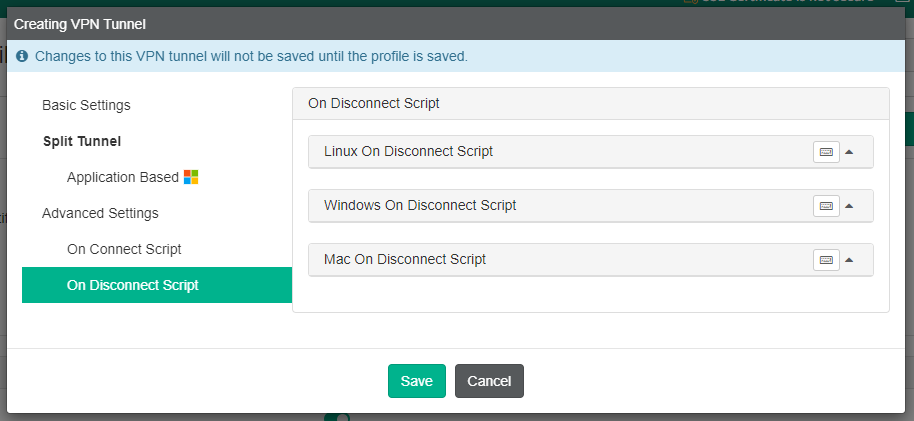 Creating VPN Tunnel
Changes to this VPN tunnel will not be saved until the profile is saved.
Basic Settings
Split Tunnel
Application Based
Advanced Settings
On Connect Script
On Disconnect Script
On Disconnect Script
Linux On Disconnect Script
Windows On Disconnect Script
Mac On Disconnect Script
Save
Cancel